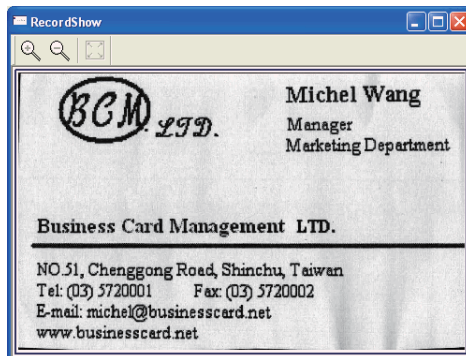 RecordShow
BCM. LTD.
Michel Wang
Manager
Marketing Department
Business Card Management LTD.
NO.51, Chenggong Road, Shinchu, Taiwan
Tel: (03) 5720001 Fax: (03) 5720002
E-mail: michel@businesscard.net
www.businesscard.net